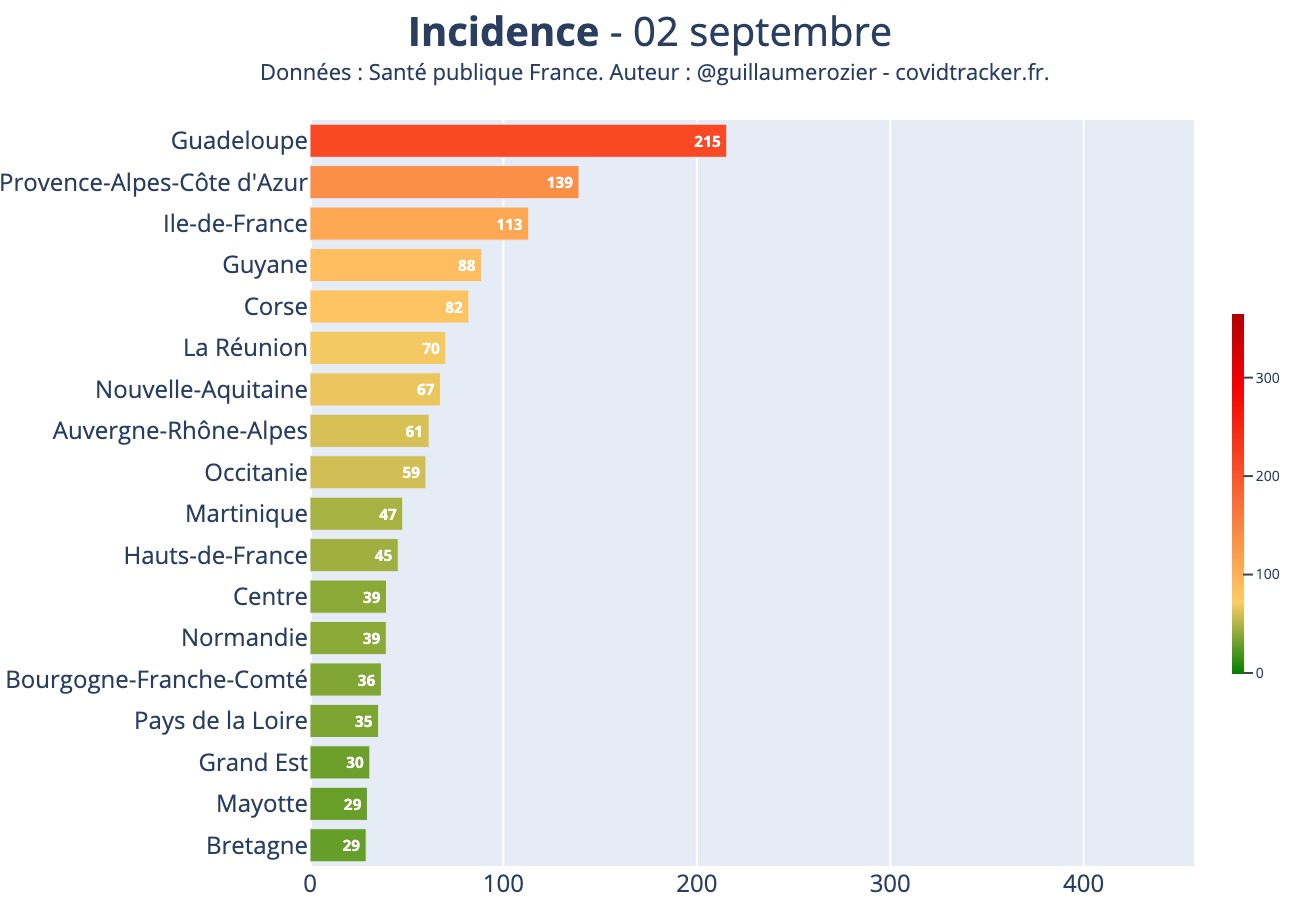 Incidence - 02 septembre
Données : Santé publique France. Auteur : @guillaumerozier - covidtracker.fr.
Guadeloupe 215
Provence-Alpes-Côte d'Azur 139
Ile-de-France 113
Guyane 88
Corse 82
La Réunion 70
Nouvelle-Aquitaine 67
Auvergne-Rhône-Alpes 61
Occitanie 59
Martinique 47
Hauts-de-France 45
Centre 39
Normandie 39
Bourgogne-Franche-Comté 36
Pays de la Loire 35
Grand Est 30
Mayotte 29
Bretagne 29
0 100 200 300 400
300
200
100
0